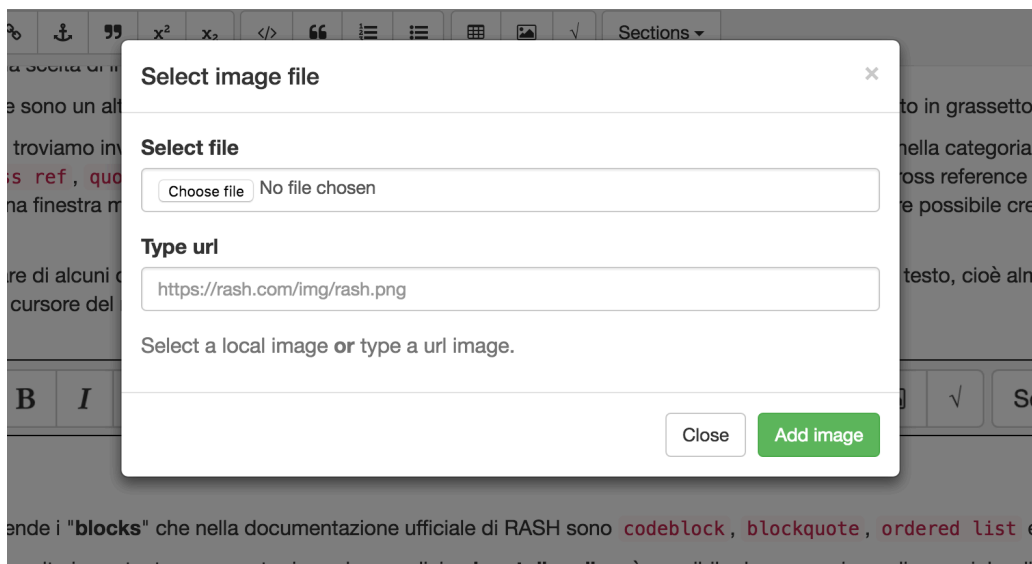 x² x₂ </> √ Sections
e sono un alt
to in grassetto
troviamo inv
nella categoria
ss ref, quo
ross reference
na finestra m
e possibile cre
are di alcuni
testo, cioè alm
cursore del
Select image file
×
Select file
Choose file No file chosen
Type url
https://rash.com/img/rash.png
Select a local image or type a url image.
Close Add image
B I √ S
ende i "blocks" che nella documentazione ufficiale di RASH sono codeblock, blockquote, ordered list e